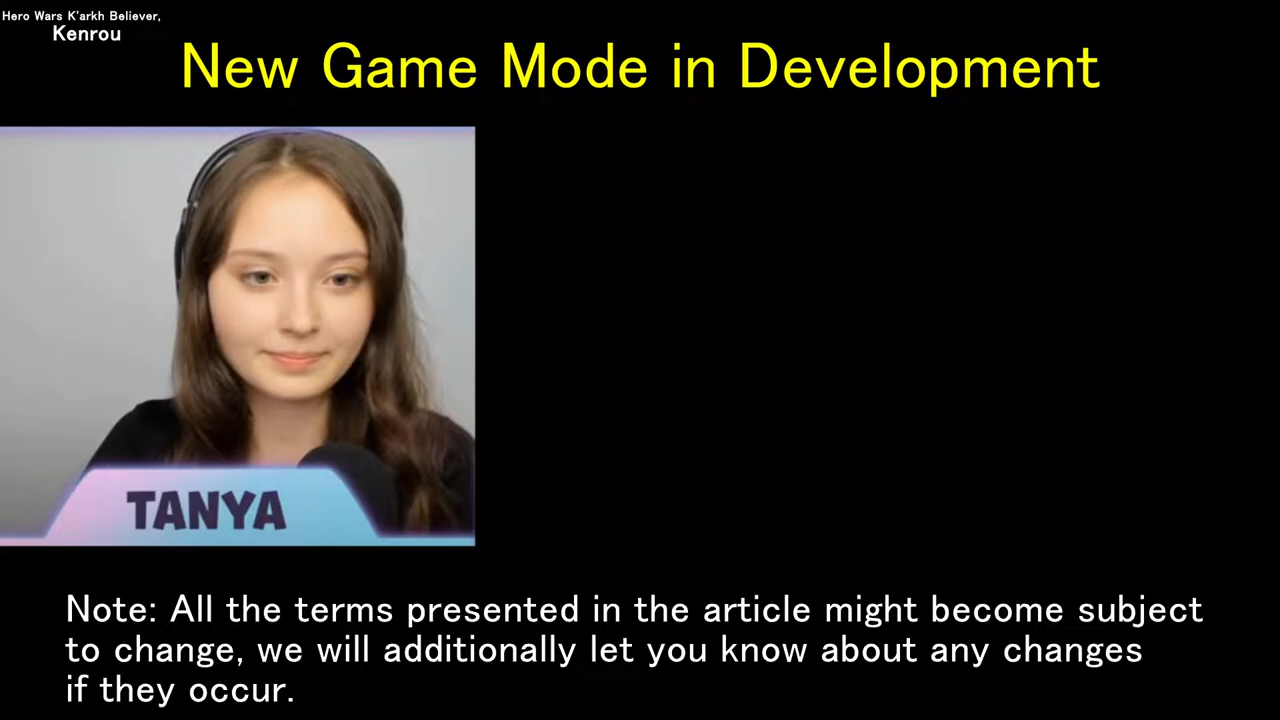 Hero Wars K'arkh Believer,
Kenrou
New Game Mode in Development
TANYA
Note: All the terms presented in the article might become subject
to change, we will additionally let you know about any changes
if they occur.